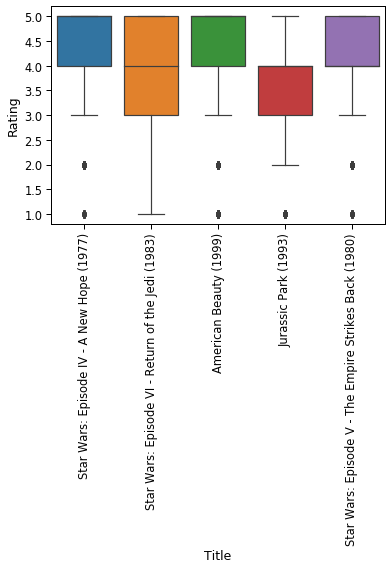 5.0
4.5
4.0
3.5
3.0
2.5
2.0
1.5
1.0
Rating
Star Wars: Episode IV - A New Hope (1977)
Star Wars: Episode VI - Return of the Jedi (1983)
American Beauty (1999)
Jurassic Park (1993)
Star Wars: Episode V - The Empire Strikes Back (1980)
Title